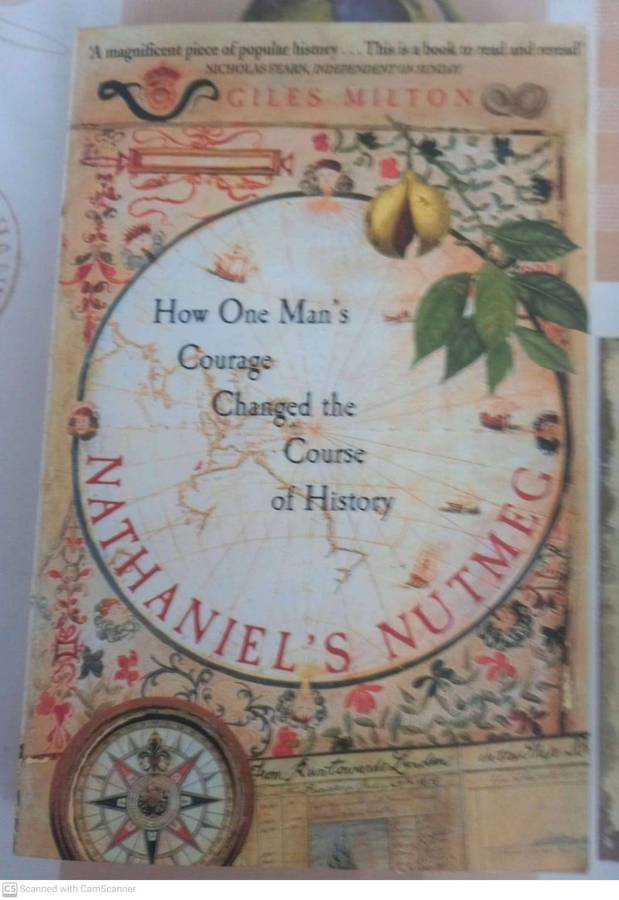 'A magnificent piece of popular history . . . This is a book to read and reread'
NICHOLAS FEARN, INDEPENDENT ON SUNDAY
GILES MILTON
How One Man's
Courage
Changed the
Course
of History
NATHANIEL'S NUTMEG
CS Scanned with CamScanner